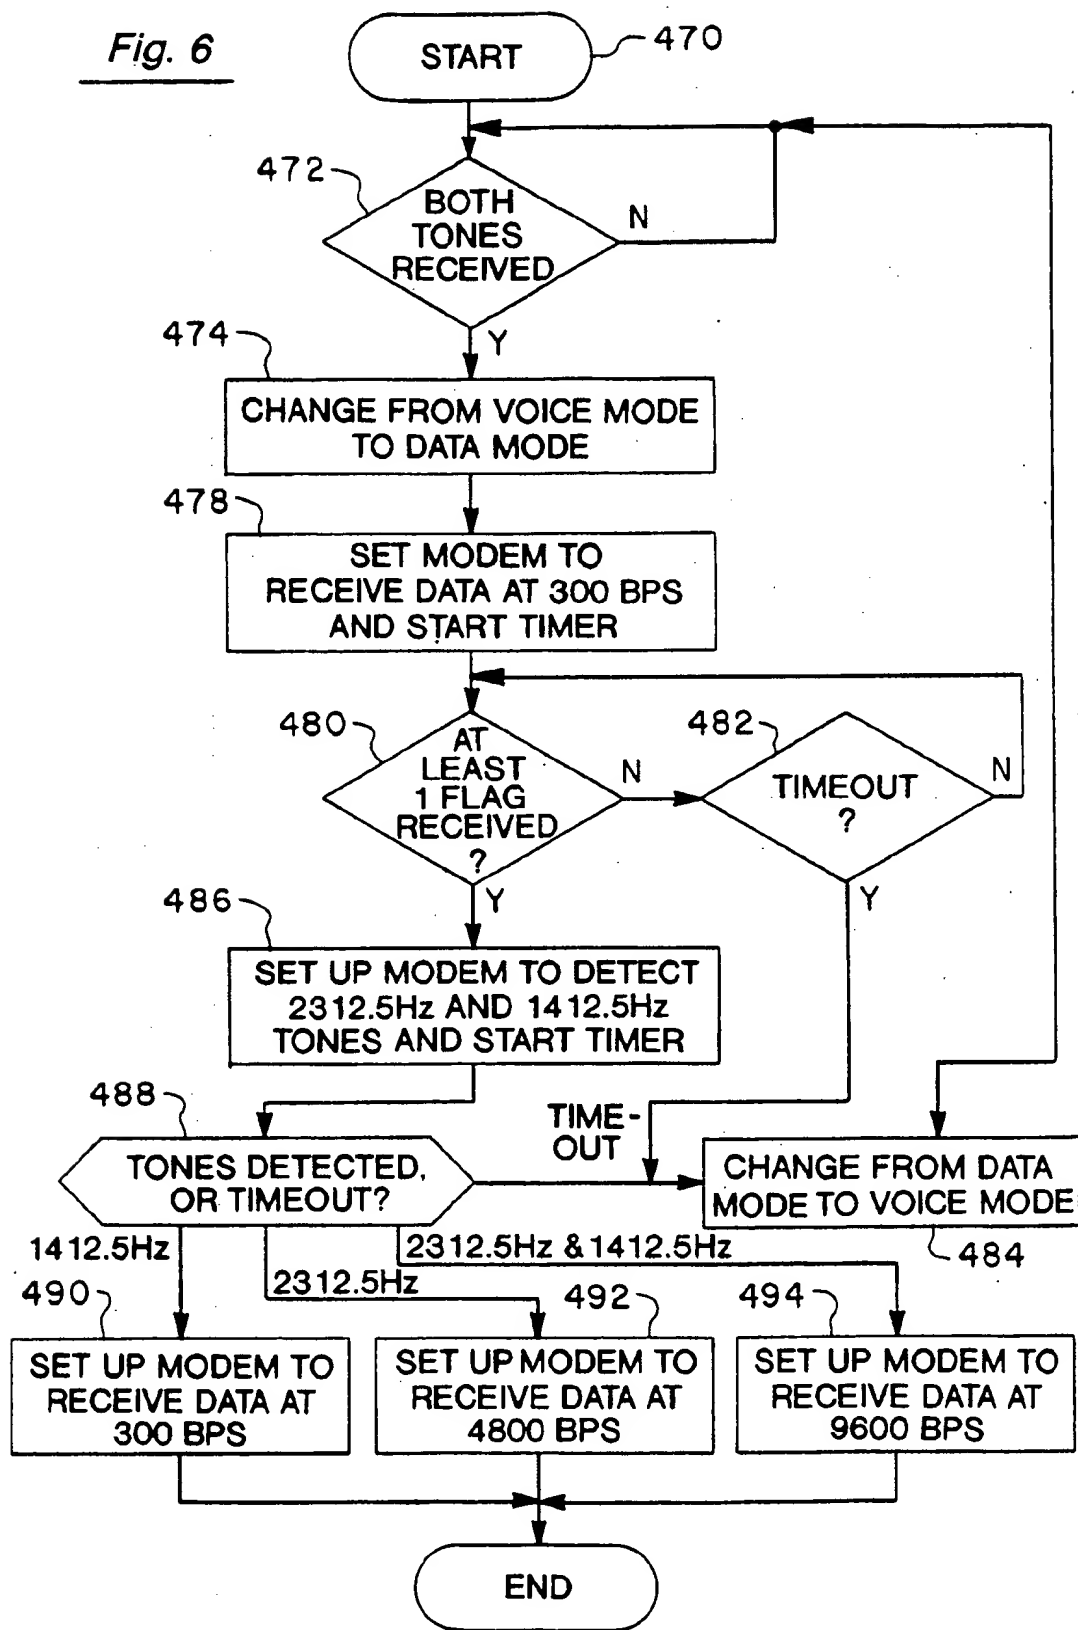 Fig. 6
START
470
472
BOTH
TONES
RECEIVED
N
Y
474
CHANGE FROM VOICE MODE
TO DATA MODE
478
SET MODEM TO
RECEIVE DATA AT 300 BPS
AND START TIMER
480
AT
LEAST
1 FLAG
RECEIVED
?
N
482
TIMEOUT
?
N
Y
Y
486
SET UP MODEM TO DETECT
2312.5Hz AND 1412.5Hz
TONES AND START TIMER
488
TONES DETECTED,
OR TIMEOUT?
TIME-
OUT
CHANGE FROM DATA
MODE TO VOICE MODE
484
1412.5Hz
2312.5Hz
2312.5Hz & 1412.5Hz
490
SET UP MODEM TO
RECEIVE DATA AT
300 BPS
492
SET UP MODEM TO
RECEIVE DATA AT
4800 BPS
494
SET UP MODEM TO
RECEIVE DATA AT
9600 BPS
END